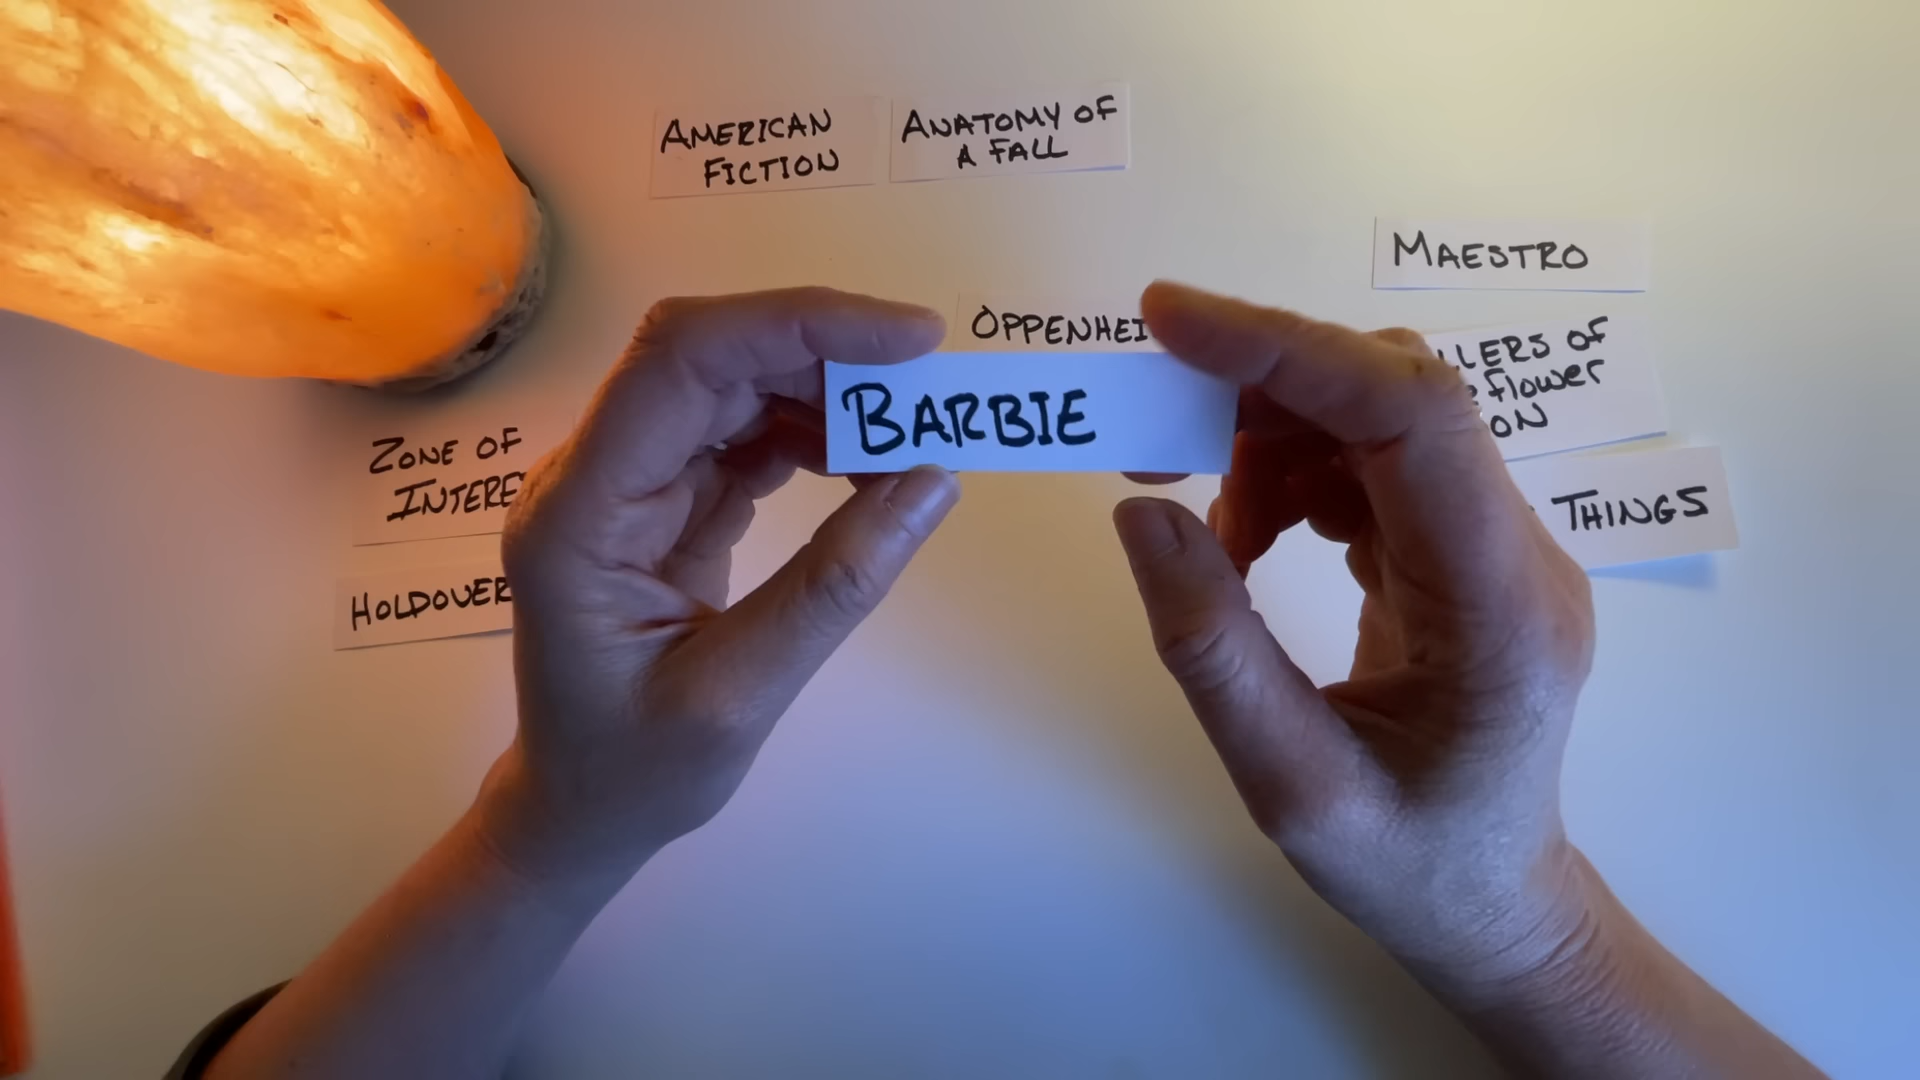 AMERICAN
FICTION
ANATOMY OF
A FALL
MAESTRO
OPPENHEI
BARBIE
LLERS OF
flower
ON
ZONE OF
INTERE
THINGS
HOLDOVER